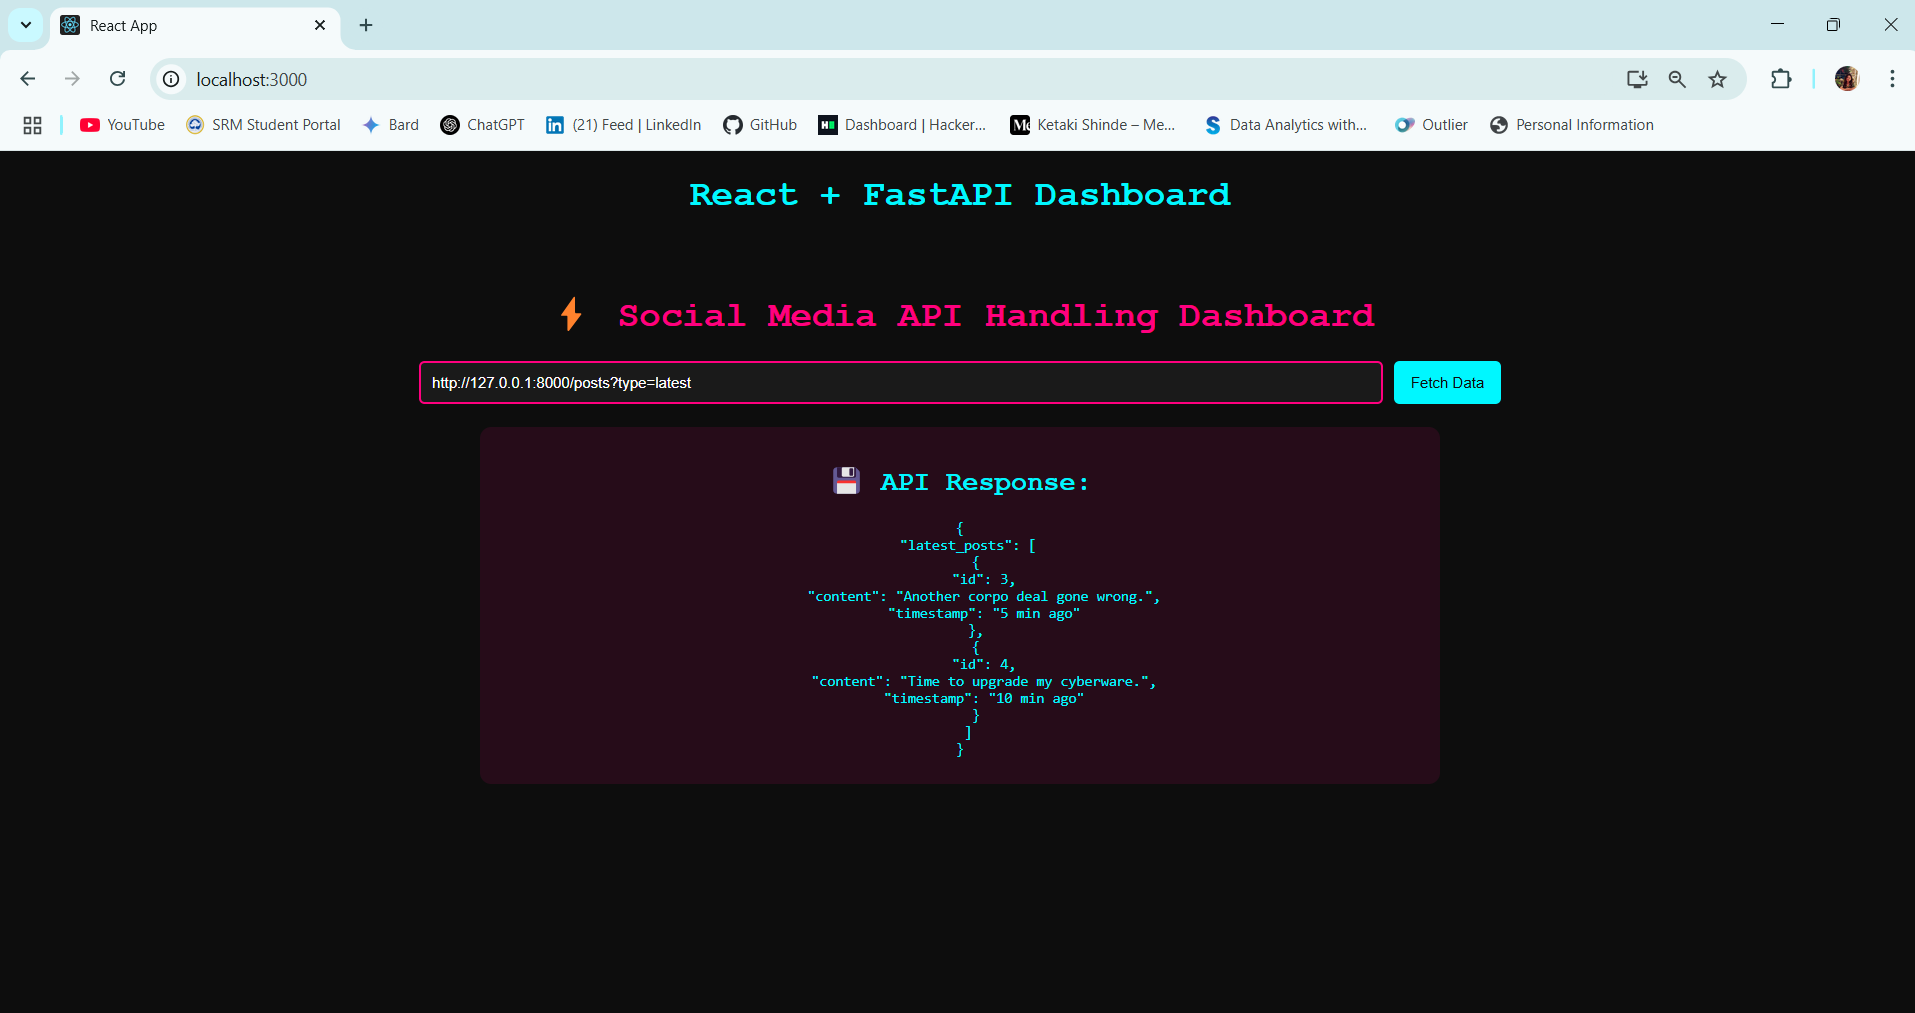 React App
localhost:3000
YouTube SRM Student Portal Bard ChatGPT (21) Feed | LinkedIn GitHub Dashboard | Hacker... Ketaki Shinde – Me... Data Analytics with... Outlier Personal Information
React + FastAPI Dashboard
⚡ Social Media API Handling Dashboard
http://127.0.0.1:8000/posts?type=latest Fetch Data
💾 API Response:
{
"latest_posts": [
{
"id": 3,
"content": "Another corpo deal gone wrong.",
"timestamp": "5 min ago"
},
{
"id": 4,
"content": "Time to upgrade my cyberware.",
"timestamp": "10 min ago"
}
]
}